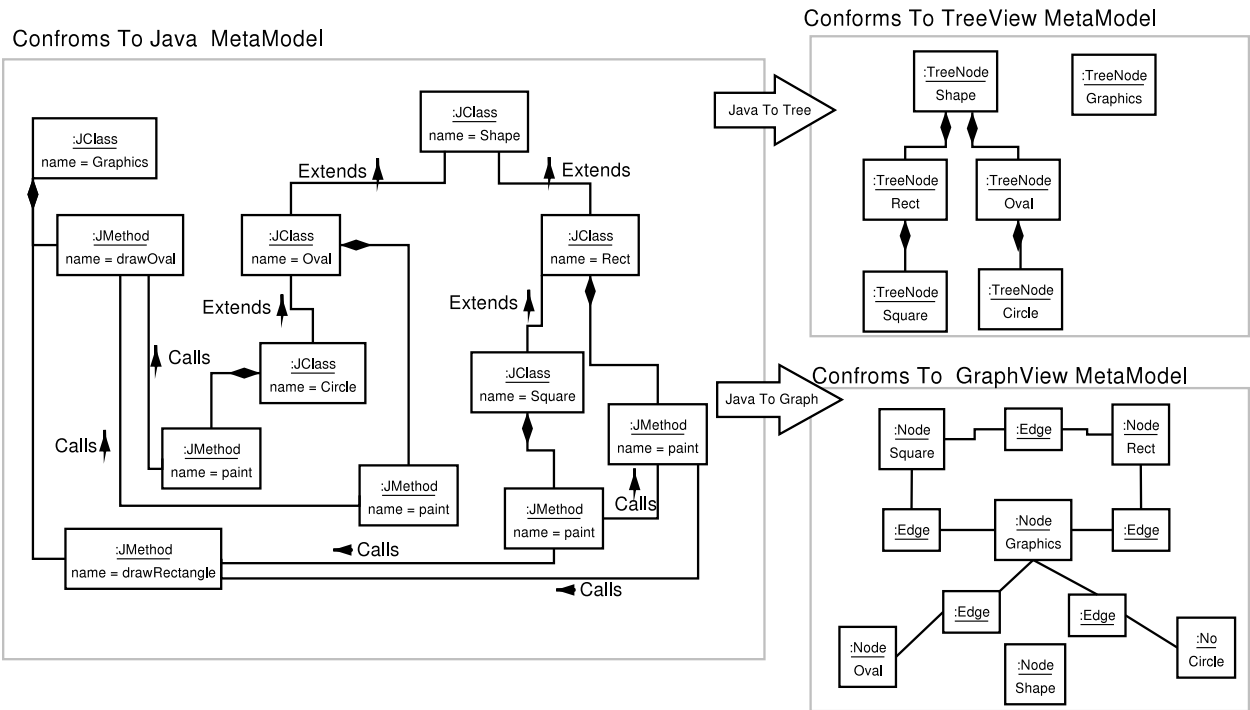 Confroms To Java MetaModel
:JClass
name = Graphics
:JClass
name = Shape
Extends
Extends
:JMethod
name = drawOval
:JClass
name = Oval
:JClass
name = Rect
Extends
Extends
Calls
:JClass
name = Circle
:JClass
name = Square
Calls
:JMethod
name = paint
:JMethod
name = paint
:JMethod
name = paint
Calls
:JMethod
name = paint
:JMethod
name = drawRectangle
Calls
Calls
Java To Tree
Java To Graph
Conforms To TreeView MetaModel
:TreeNode
Shape
:TreeNode
Graphics
:TreeNode
Rect
:TreeNode
Oval
:TreeNode
Square
:TreeNode
Circle
Confroms To GraphView MetaModel
:Node
Square
:Edge
:Node
Rect
:Edge
:Node
Graphics
:Edge
:Edge
:Edge
:Node
Oval
:Node
Shape
:No
Circle